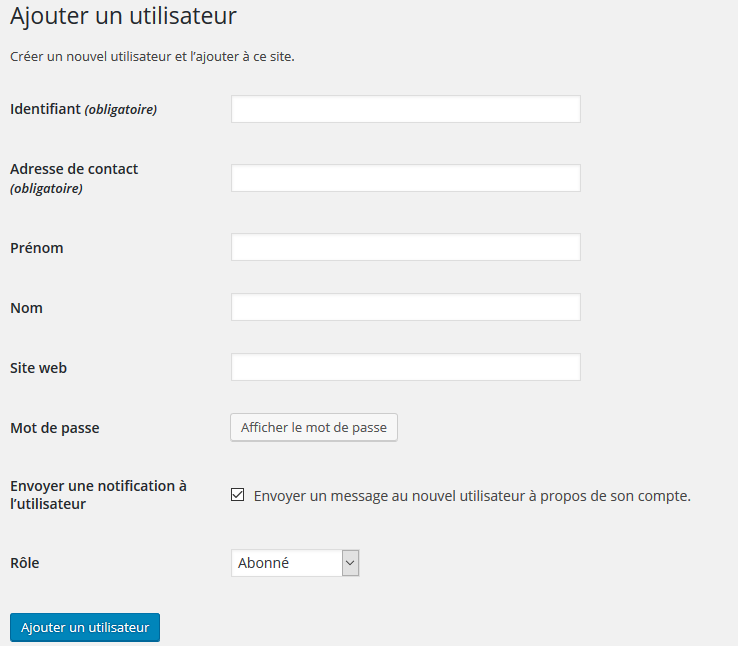 Ajouter un utilisateur
Créer un nouvel utilisateur et l’ajouter à ce site.
Identifiant (obligatoire)
Adresse de contact
(obligatoire)
Prénom
Nom
Site web
Mot de passe
Afficher le mot de passe
Envoyer une notification à
l’utilisateur
Envoyer un message au nouvel utilisateur à propos de son compte.
Rôle
Abonné
Ajouter un utilisateur